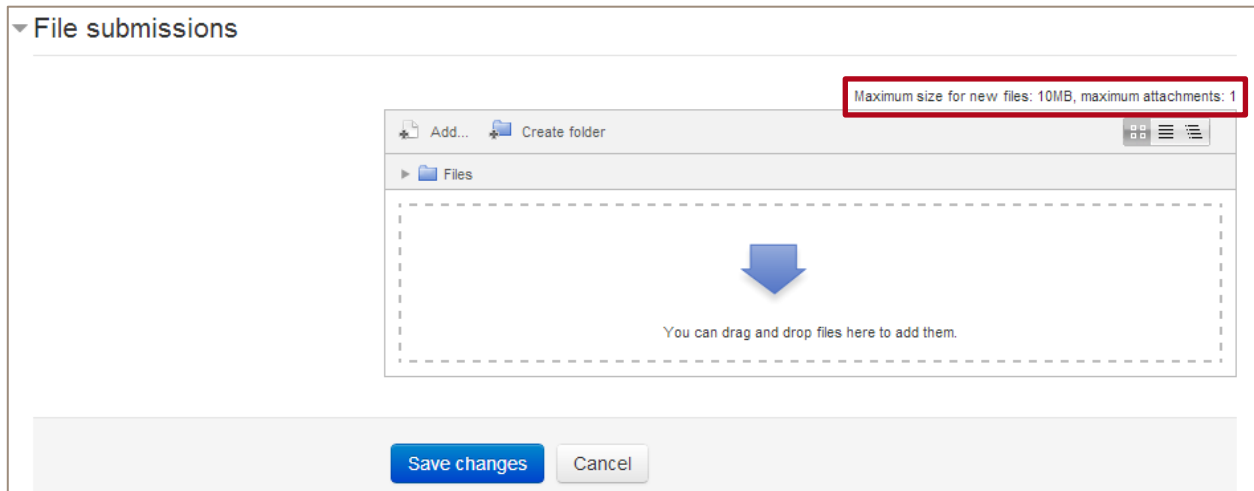 File submissions
Maximum size for new files: 10MB, maximum attachments: 1
Add... Create folder
Files
You can drag and drop files here to add them.
Save changes Cancel